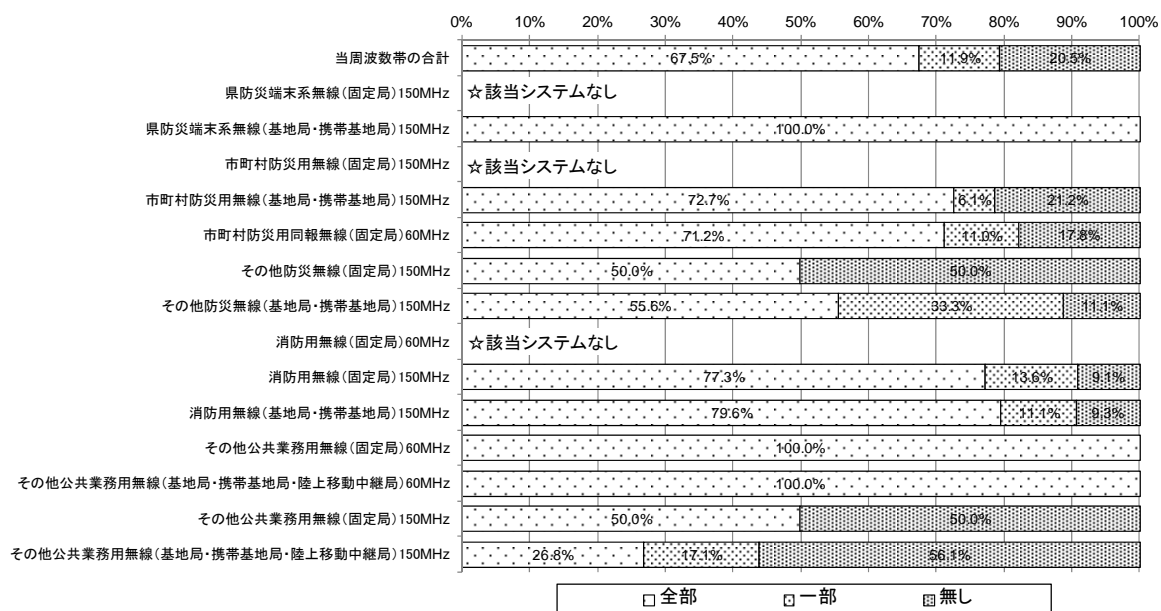 0% 10% 20% 30% 40% 50% 60% 70% 80% 90% 100%
当周波数帯の合計 67.5% 11.9% 20.5%
県防災端末系無線(固定局)150MHz ☆該当システムなし
県防災端末系無線(基地局・携帯基地局)150MHz 100.0%
市町村防災用無線(固定局)150MHz ☆該当システムなし
市町村防災用無線(基地局・携帯基地局)150MHz 72.7% 6.1% 21.2%
市町村防災用同報無線(固定局)60MHz 71.2% 11.0% 17.8%
その他防災無線(固定局)150MHz 50.0% 50.0%
その他防災無線(基地局・携帯基地局)150MHz 55.6% 33.3% 11.1%
消防用無線(固定局)60MHz ☆該当システムなし
消防用無線(固定局)150MHz 77.3% 13.6% 9.1%
消防用無線(基地局・携帯基地局)150MHz 79.6% 11.1% 9.3%
その他公共業務用無線(固定局)60MHz 100.0%
その他公共業務用無線(基地局・携帯基地局・陸上移動中継局)60MHz 100.0%
その他公共業務用無線(固定局)150MHz 50.0% 50.0%
その他公共業務用無線(基地局・携帯基地局・陸上移動中継局)150MHz 26.8% 17.1% 56.1%
全部 一部 無し